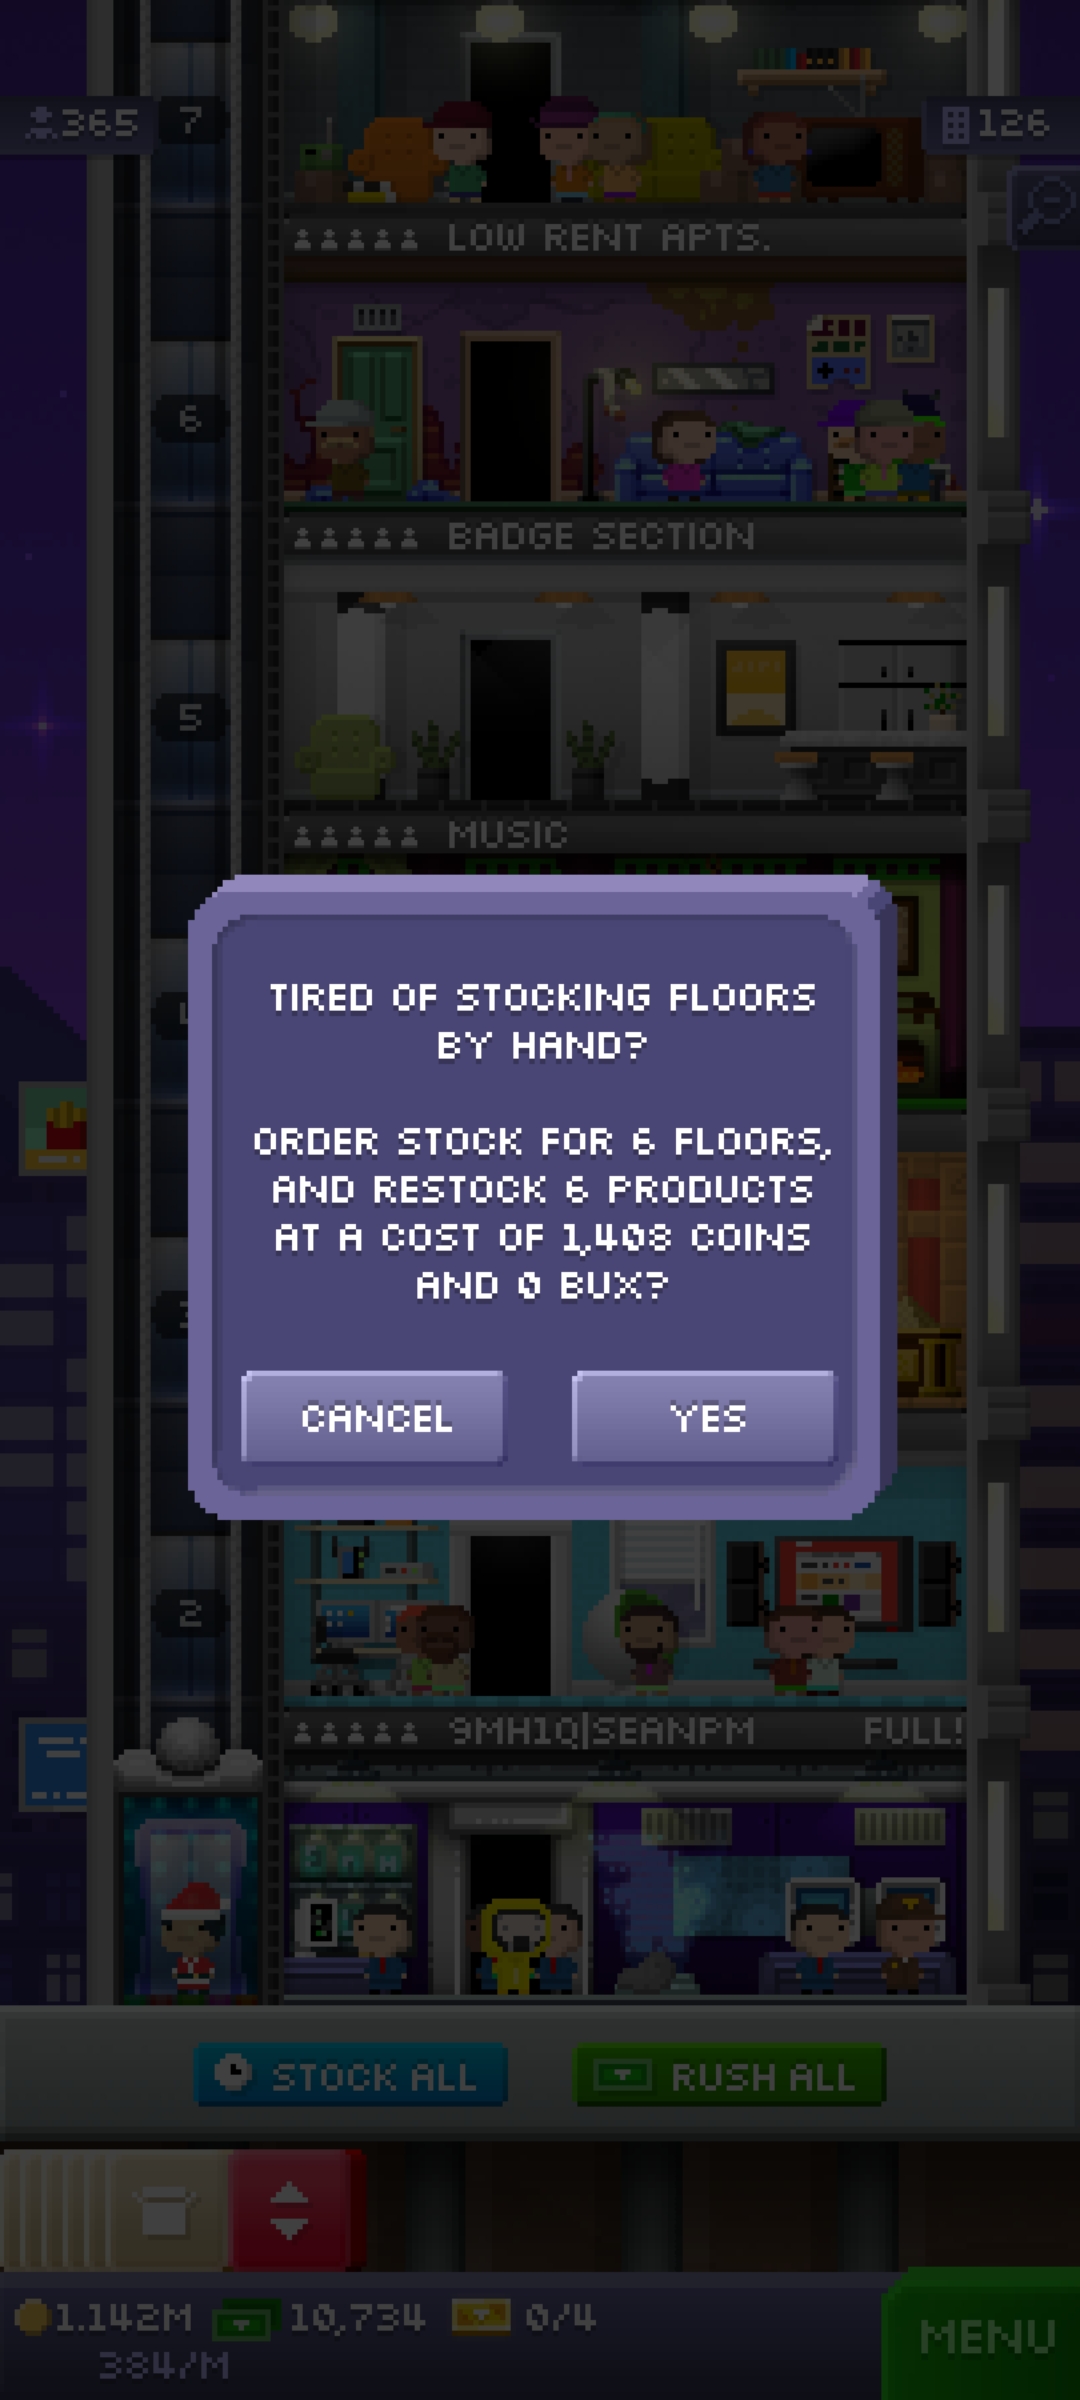 365
7
126
LOW RENT APTS.
6
BADGE SECTION
5
MUSIC
TIRED OF STOCKING FLOORS
BY HAND?
ORDER STOCK FOR 6 FLOORS,
AND RESTOCK 6 PRODUCTS
AT A COST OF 1,408 COINS
AND 0 BUX?
CANCEL
YES
2
9MH1Q|SEANPM
FULL!
STOCK ALL
RUSH ALL
1.142M
10,734
0/4
384/M
MENU